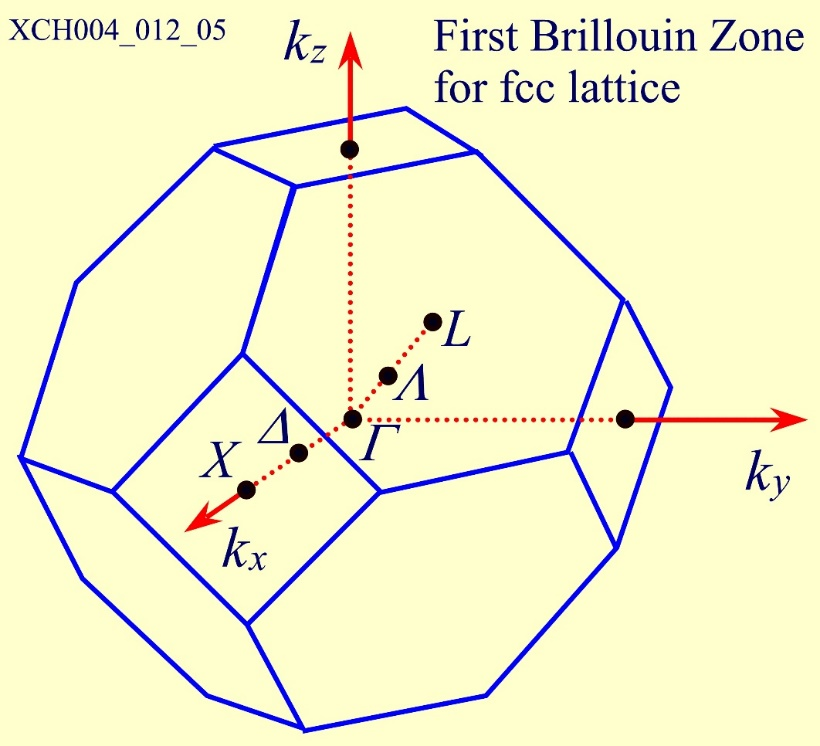 XCH004_012_05
First Brillouin Zone
for fcc lattice
kz
L
Λ
Δ
Γ
X
ky
kx